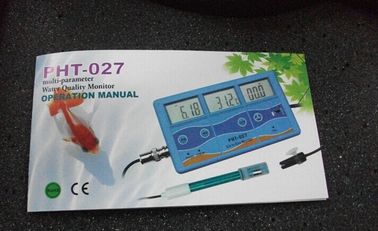 PHT-027
multi-parameter
Water Quality Monitor
OPERATION MANUAL
6.18
31.2
00.0
PHT-027
CE